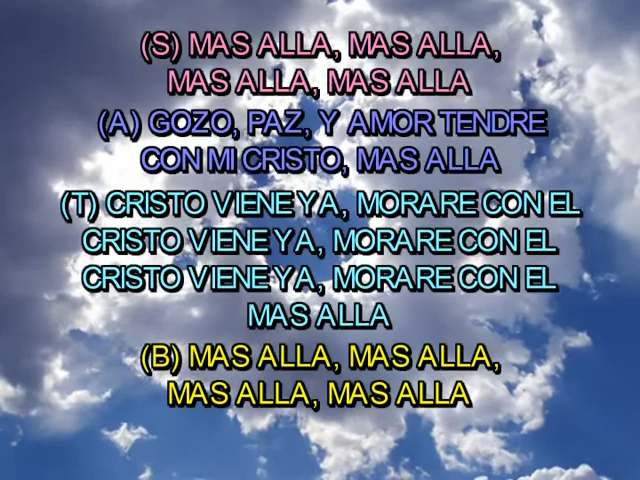 (S) MAS ALLA, MAS ALLA,
MAS ALLA, MAS ALLA
(A) GOZO, PAZ, Y AMOR TENDRE
CON MI CRISTO, MAS ALLA
(T) CRISTO VIENE YA, MORARE CON EL
CRISTO VIENE YA, MORARE CON EL
CRISTO VIENE YA, MORARE CON EL
MAS ALLA
(B) MAS ALLA, MAS ALLA,
MAS ALLA, MAS ALLA